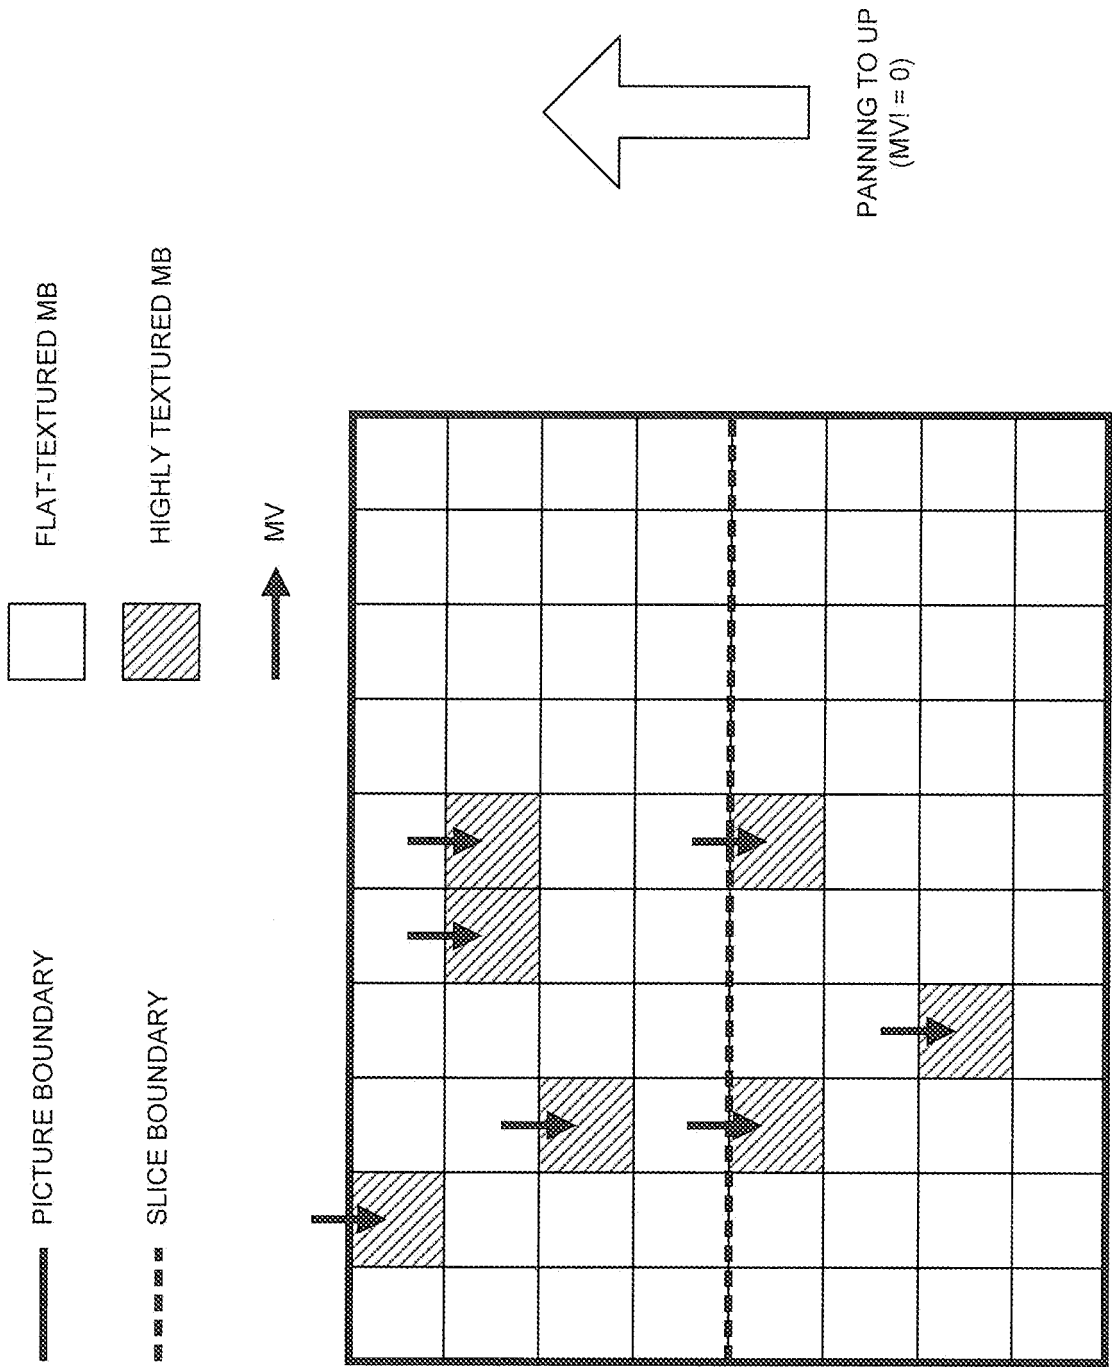 PICTURE BOUNDARY
SLICE BOUNDARY
FLAT-TEXTURED MB
HIGHLY TEXTURED MB
MV
PANNING TO UP
(MV! = 0)